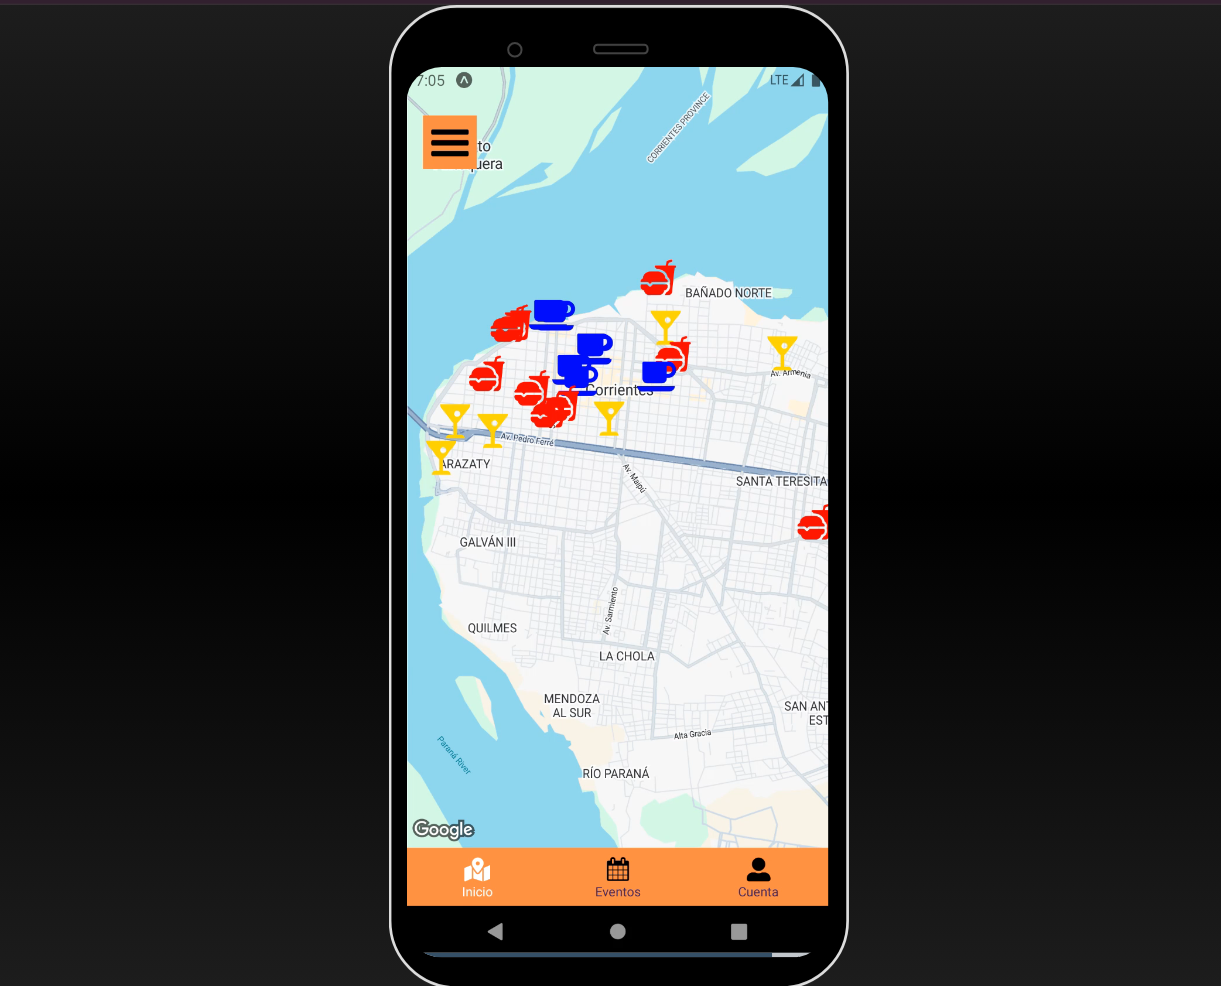 7:05
LTE
CORRIENTES PROVINCE
BAÑADO NORTE
Av. Armenia
Corrientes
Av. Pedro Ferré
ARAZATY
Av. Maipú
SANTA TERESITA
GALVÁN III
Av. Sarmiento
QUILMES
LA CHOLA
MENDOZA
AL SUR
SAN ANT
EST
Alta Gracia
Paraná River
RÍO PARANÁ
Google
Inicio
Eventos
Cuenta